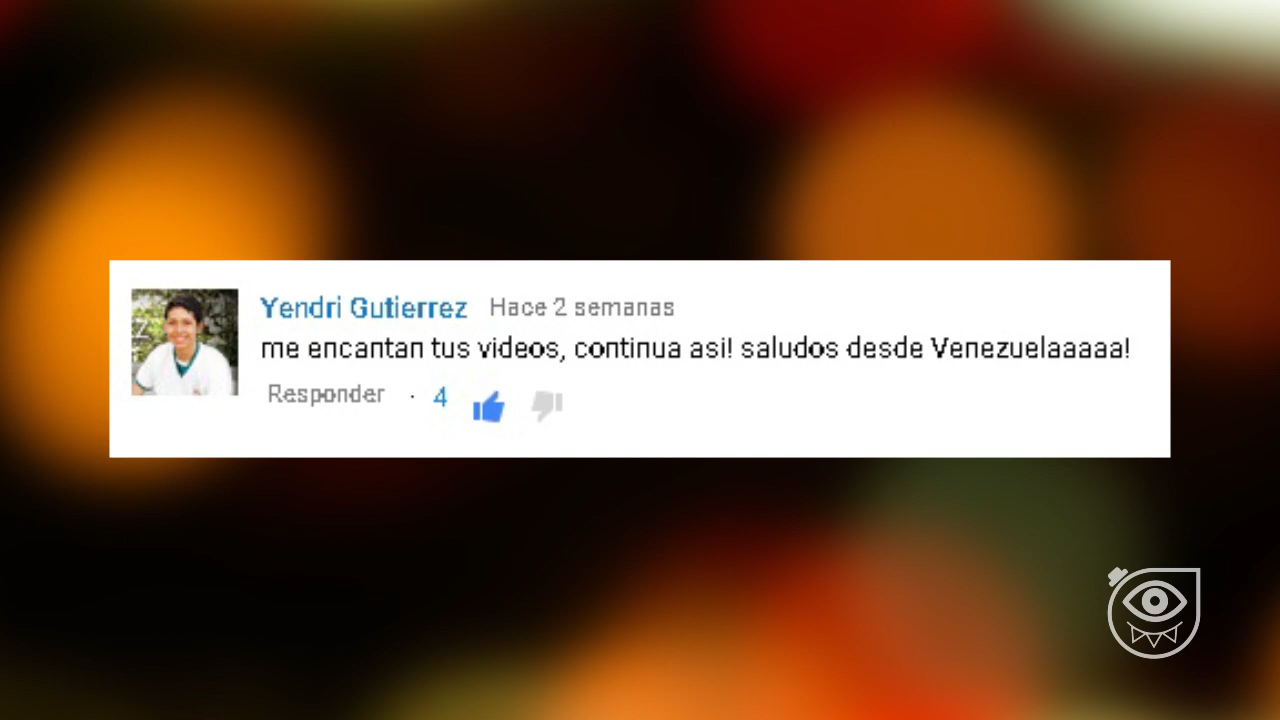 Yendri Gutierrez Hace 2 semanas
me encantan tus videos, continua asi! saludos desde Venezuelaaaaa!
Responder · 4